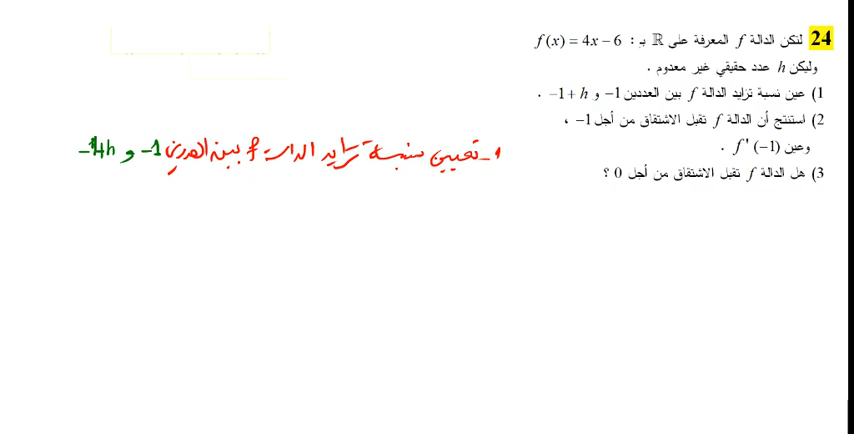 24 لتكن الدالة f المعرفة على ℝ بـ : f(x) = 4x – 6
وليكن h عدد حقيقي غير معدوم .
1) عين نسبة تزايد الدالة f بين العددين 1– و –1 + h .
2) استنتج أن الدالة f تقبل الاشتقاق من أجل 1– ،
وعين f '(–1) .
3) هل الدالة f تقبل الاشتقاق من أجل 0 ؟
1- تعيين نسبة تزايد الدالة f بين العددين -1 و -1+h